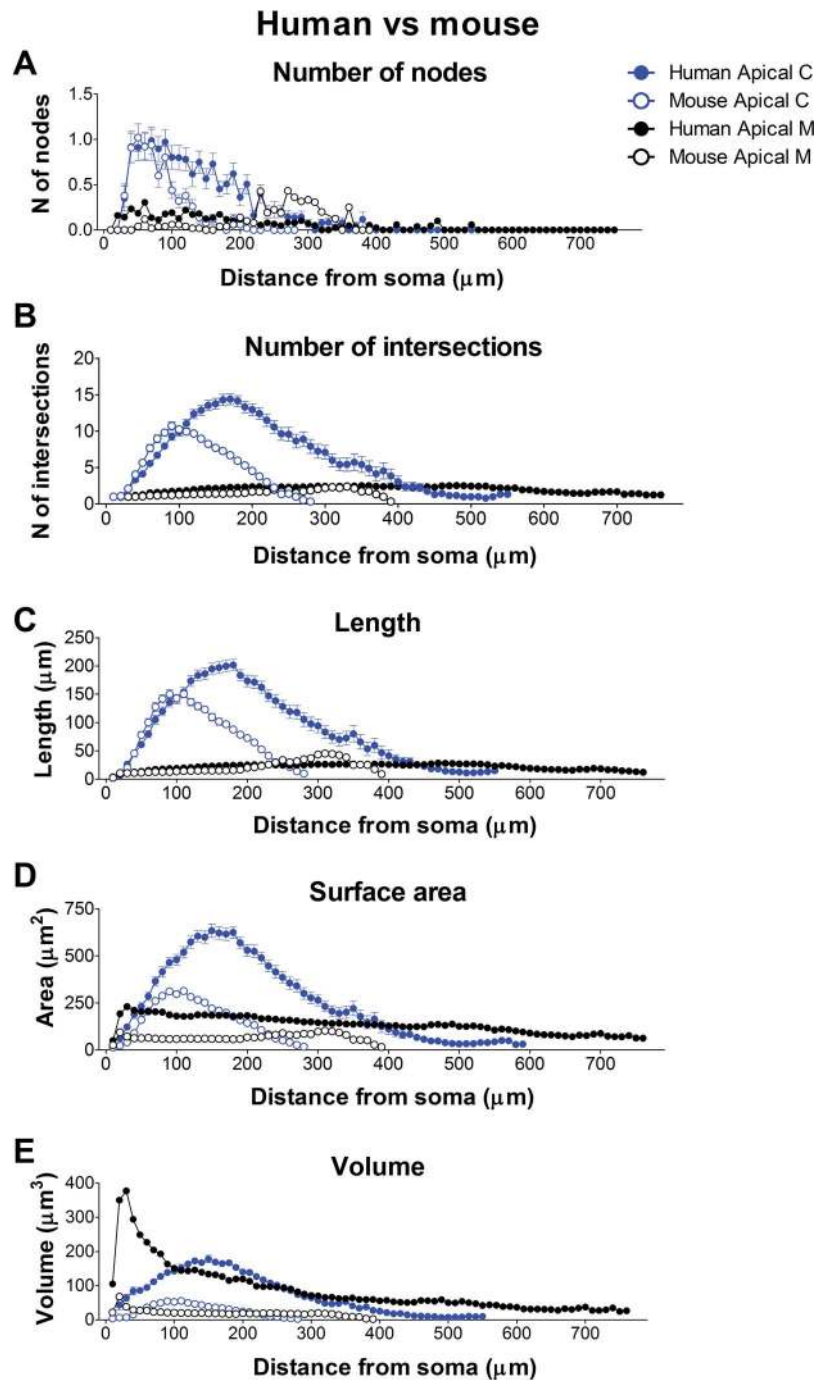 Human vs mouse
A
Number of nodes
Human Apical C
Mouse Apical C
Human Apical M
Mouse Apical M
N of nodes
1.5
1.0
0.5
0.0
0 100 200 300 400 500 600 700
Distance from soma (μm)
B
Number of intersections
N of intersections
20
15
10
5
0
0 100 200 300 400 500 600 700
Distance from soma (μm)
C
Length
Length (μm)
250
200
150
100
50
0
0 100 200 300 400 500 600 700
Distance from soma (μm)
D
Surface area
Area (μm²)
750
500
250
0
0 100 200 300 400 500 600 700
Distance from soma (μm)
E
Volume
Volume (μm³)
400
300
200
100
0
0 100 200 300 400 500 600 700
Distance from soma (μm)